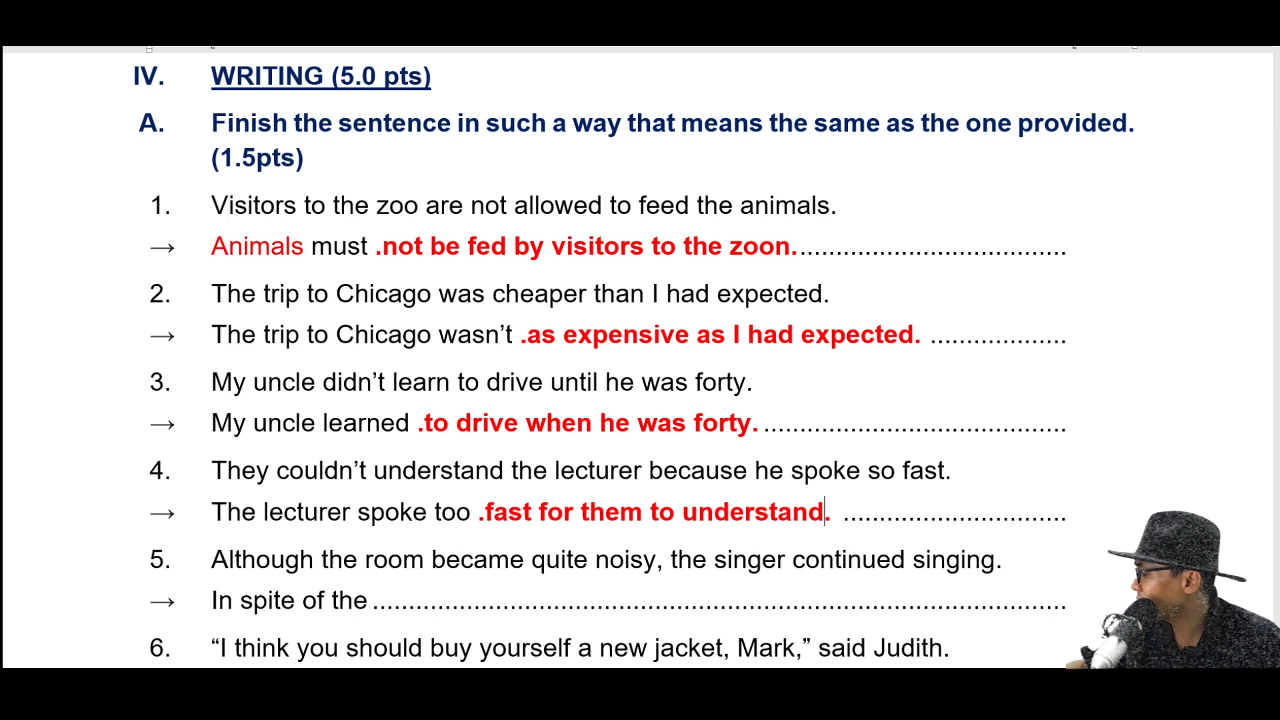 IV. WRITING (5.0 pts)
A. Finish the sentence in such a way that means the same as the one provided.
(1.5pts)
1. Visitors to the zoo are not allowed to feed the animals.
→ Animals must .not be fed by visitors to the zoon.....................................
2. The trip to Chicago was cheaper than I had expected.
→ The trip to Chicago wasn’t .as expensive as I had expected. ...................
3. My uncle didn’t learn to drive until he was forty.
→ My uncle learned .to drive when he was forty...........................................
4. They couldn’t understand the lecturer because he spoke so fast.
→ The lecturer spoke too .fast for them to understand. ...............................
5. Although the room became quite noisy, the singer continued singing.
→ In spite of the................................................................................................
6. “I think you should buy yourself a new jacket, Mark,” said Judith.